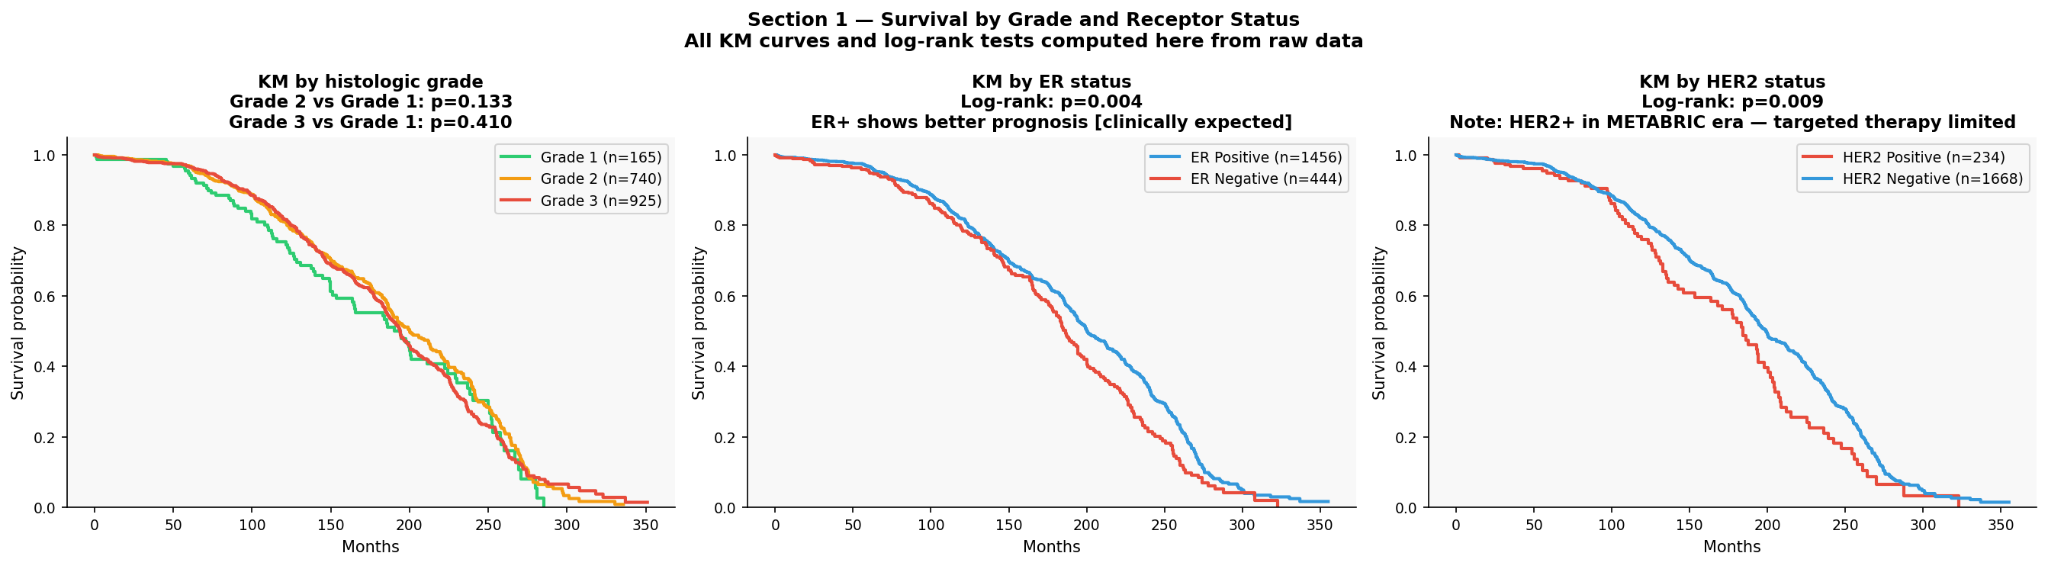 Section 1 — Survival by Grade and Receptor Status
All KM curves and log-rank tests computed here from raw data
KM by histologic grade
Grade 2 vs Grade 1: p=0.133
Grade 3 vs Grade 1: p=0.410
Survival probability
1.0
0.8
0.6
0.4
0.2
0.0
Grade 1 (n=165)
Grade 2 (n=740)
Grade 3 (n=925)
0 50 100 150 200 250 300 350
Months
KM by ER status
Log-rank: p=0.004
ER+ shows better prognosis [clinically expected]
Survival probability
1.0
0.8
0.6
0.4
0.2
0.0
ER Positive (n=1456)
ER Negative (n=444)
0 50 100 150 200 250 300 350
Months
KM by HER2 status
Log-rank: p=0.009
Note: HER2+ in METABRIC era — targeted therapy limited
Survival probability
1.0
0.8
0.6
0.4
0.2
0.0
HER2 Positive (n=234)
HER2 Negative (n=1668)
0 50 100 150 200 250 300 350
Months